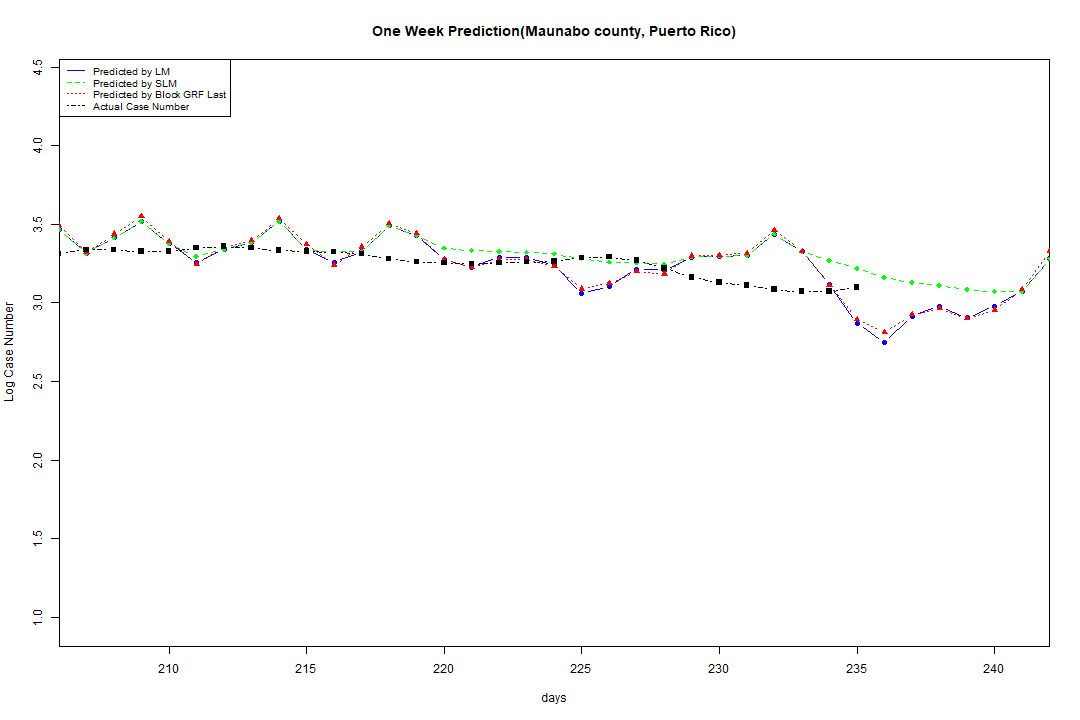 One Week Prediction(Maunabo county, Puerto Rico)
Predicted by LM
Predicted by SLM
Predicted by Block GRF Last
Actual Case Number
4.5
4.0
3.5
3.0
2.5
2.0
1.5
1.0
Log Case Number
210 215 220 225 230 235 240
days